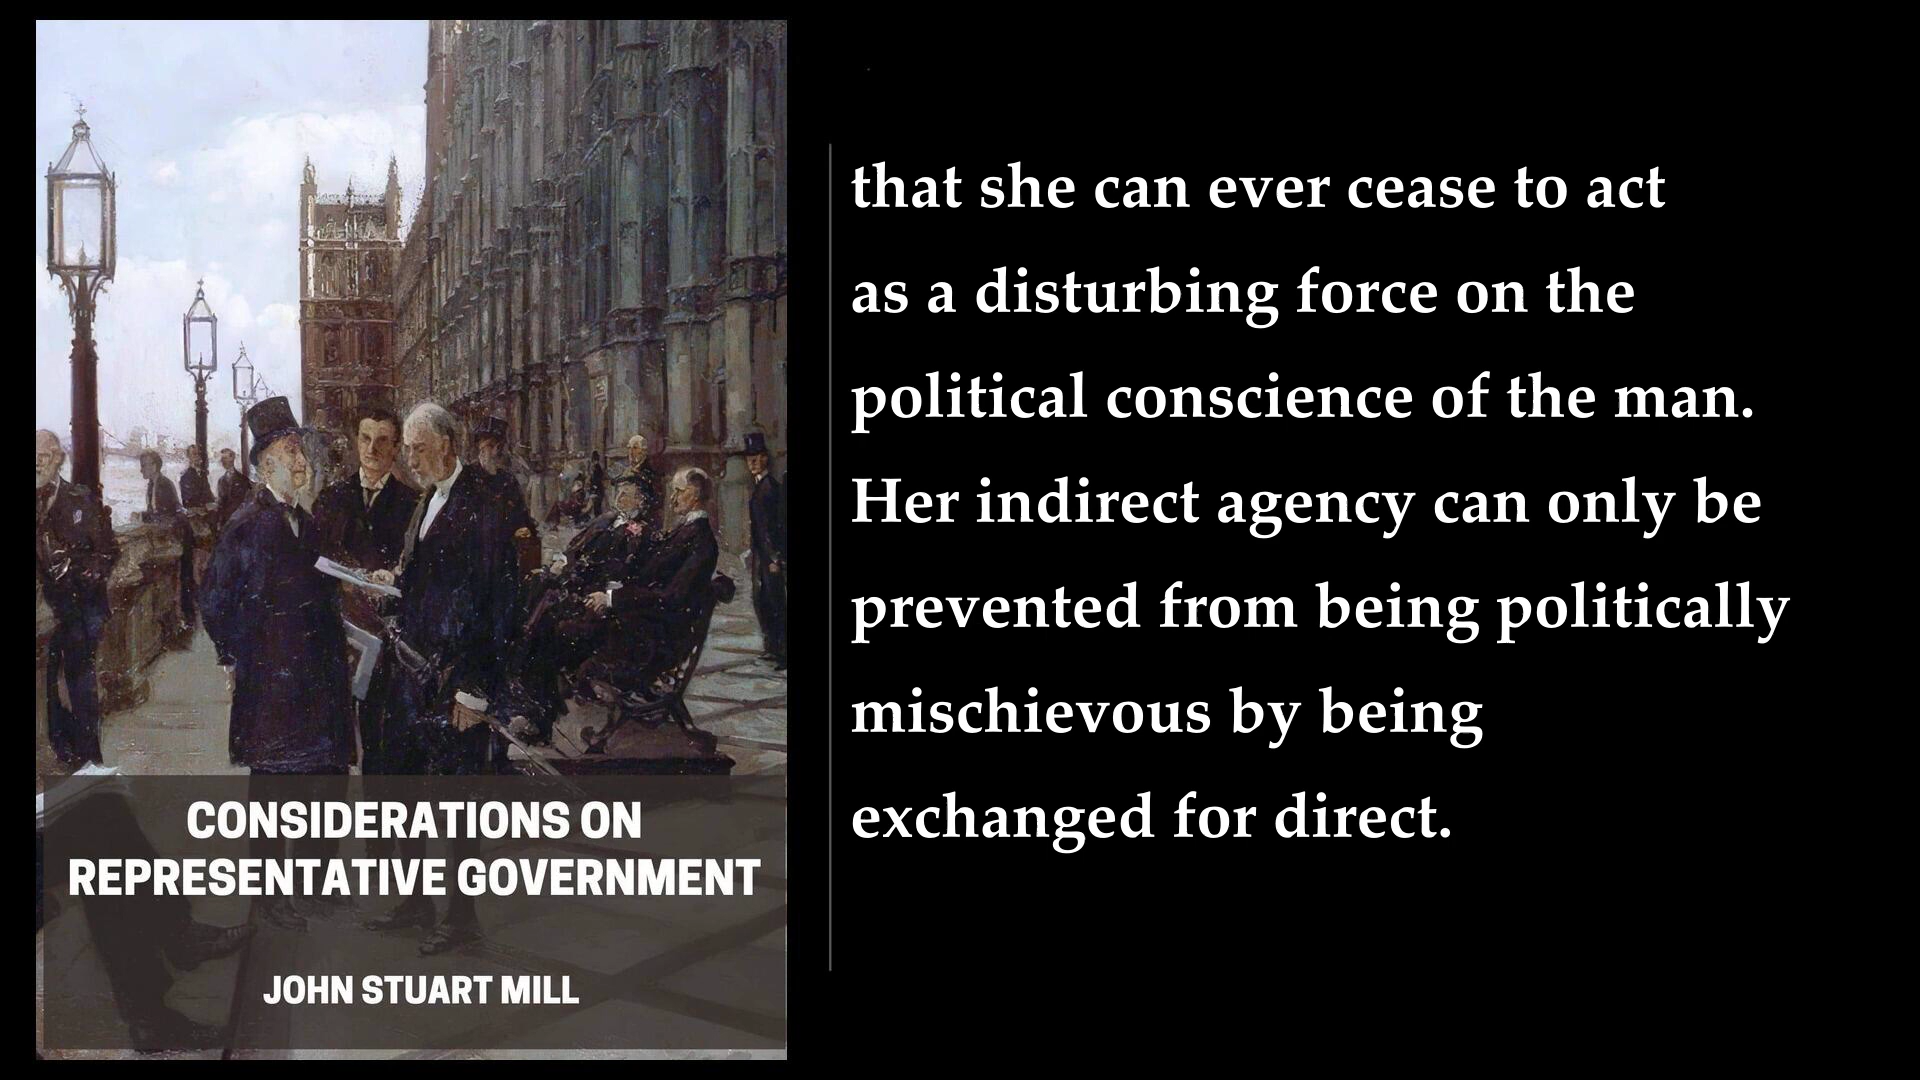 CONSIDERATIONS ON
REPRESENTATIVE GOVERNMENT
JOHN STUART MILL
that she can ever cease to act
as a disturbing force on the
political conscience of the man.
Her indirect agency can only be
prevented from being politically
mischievous by being
exchanged for direct.